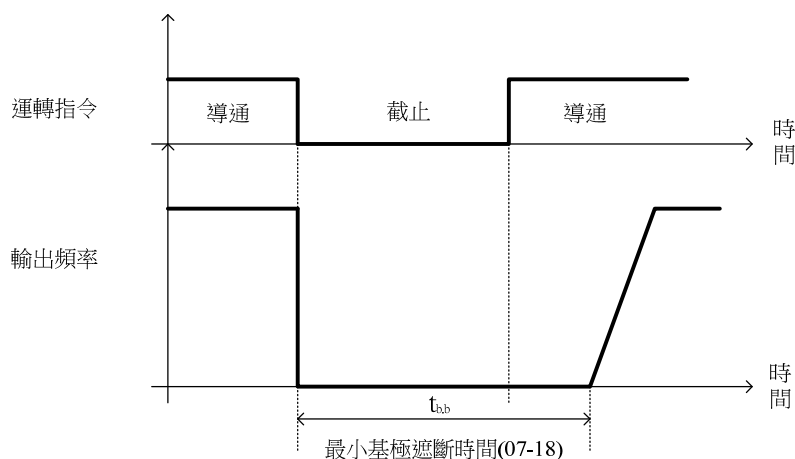 運轉指令
導通
截止
導通
時
間
輸出頻率
時
間
tb.b
最小基極遮斷時間(07-18)